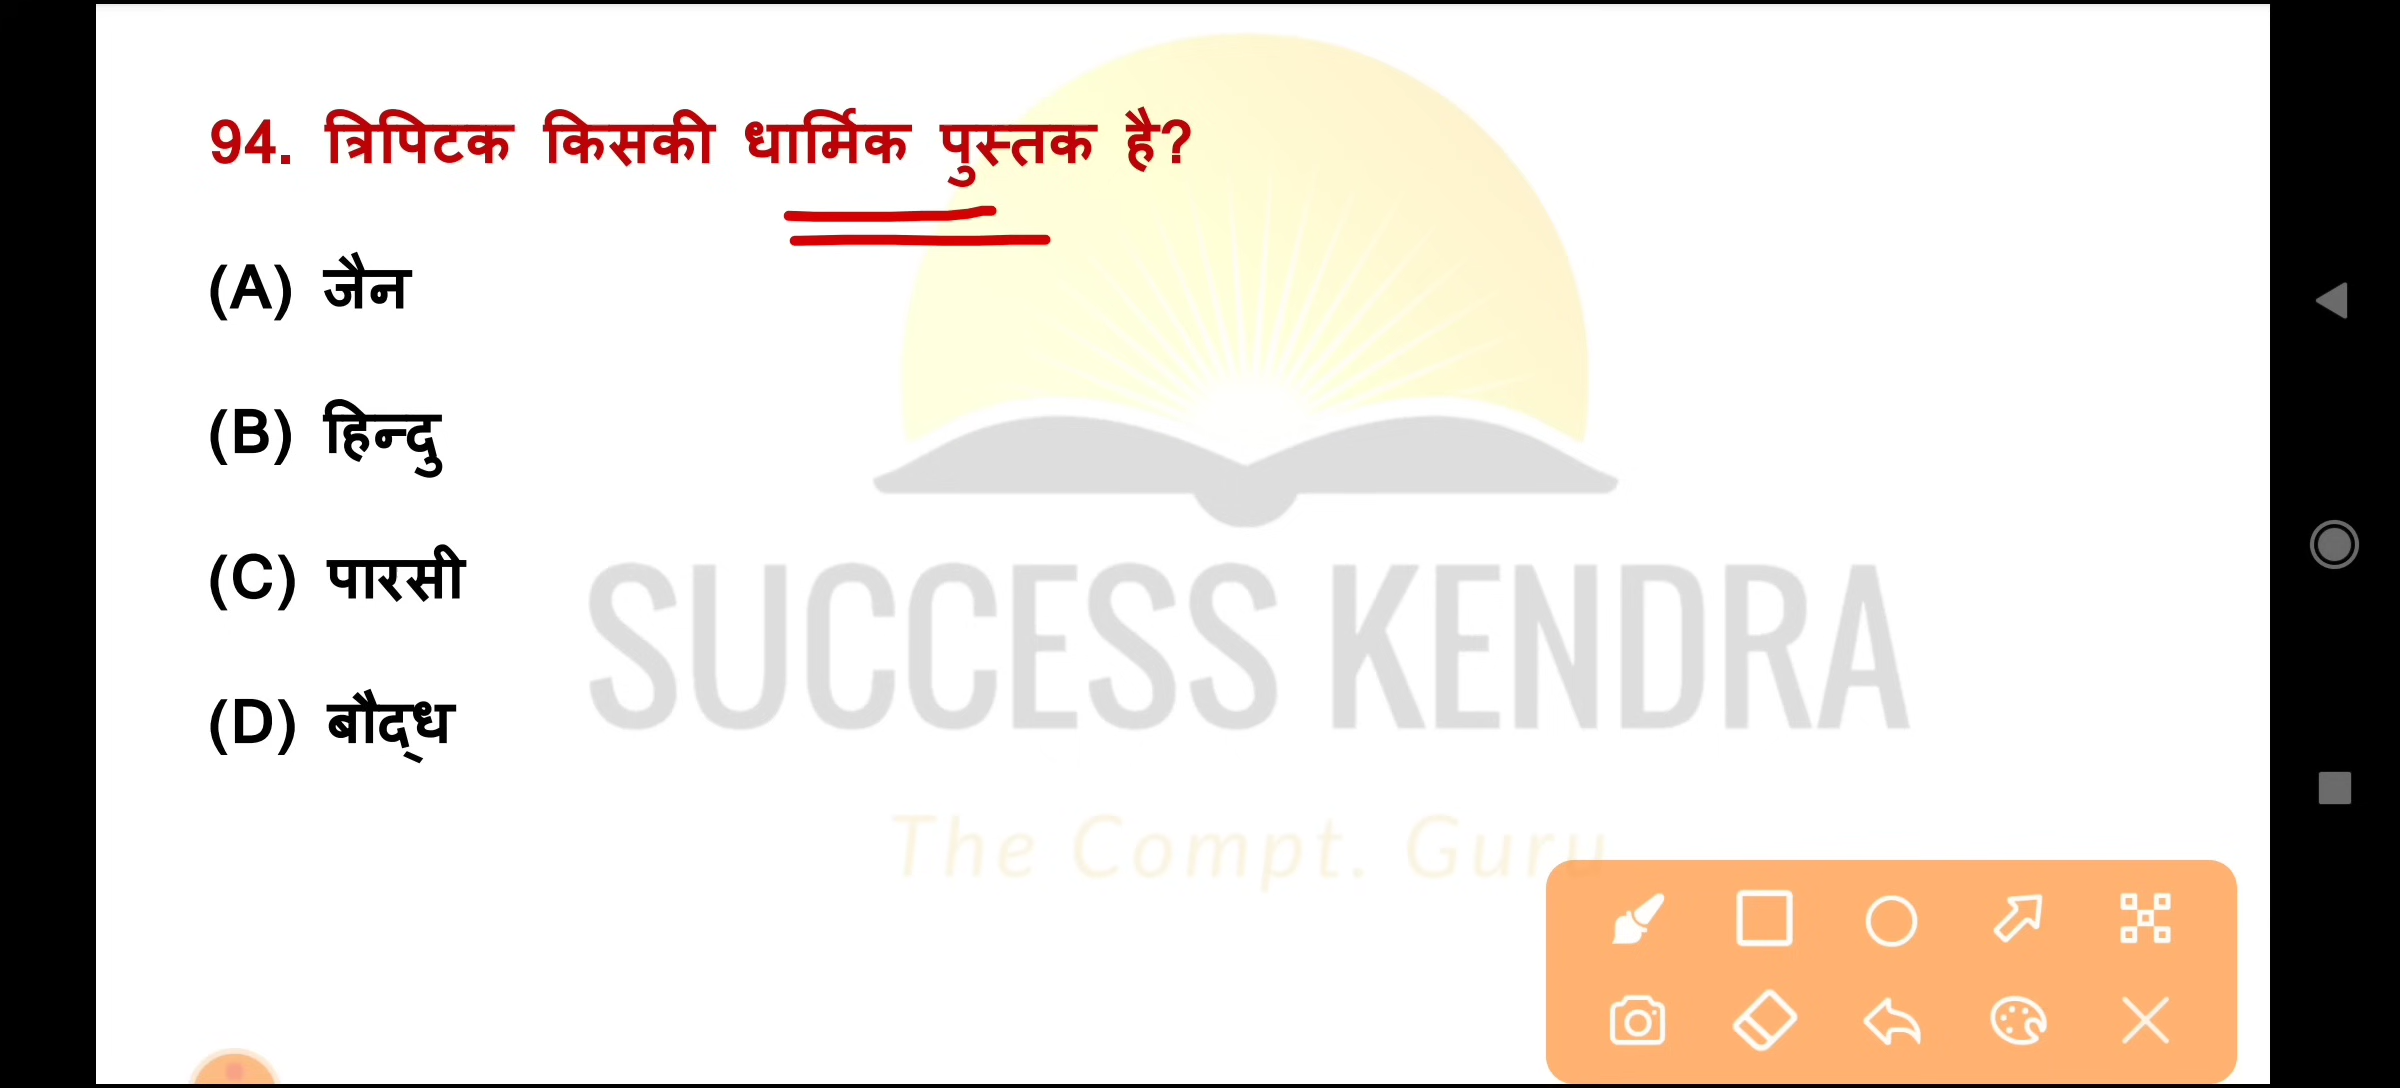 94. त्रिपिटक किसकी धार्मिक पुस्तक है?
(A) जैन
(B) हिन्दु
(C) पारसी
(D) बौद्ध
SUCCESS KENDRA
The Compt. Guru